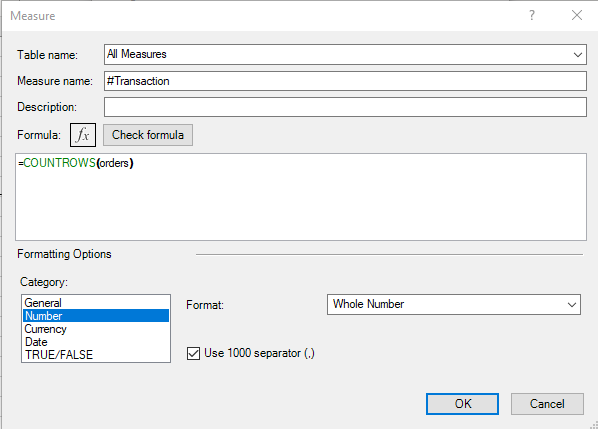 Measure
Table name: All Measures
Measure name: #Transaction
Description:
Formula: fx Check formula
=COUNTROWS(orders)
Formatting Options
Category:
General
Format: Whole Number
Number
Currency
Date
Use 1000 separator (,)
TRUE/FALSE
OK Cancel